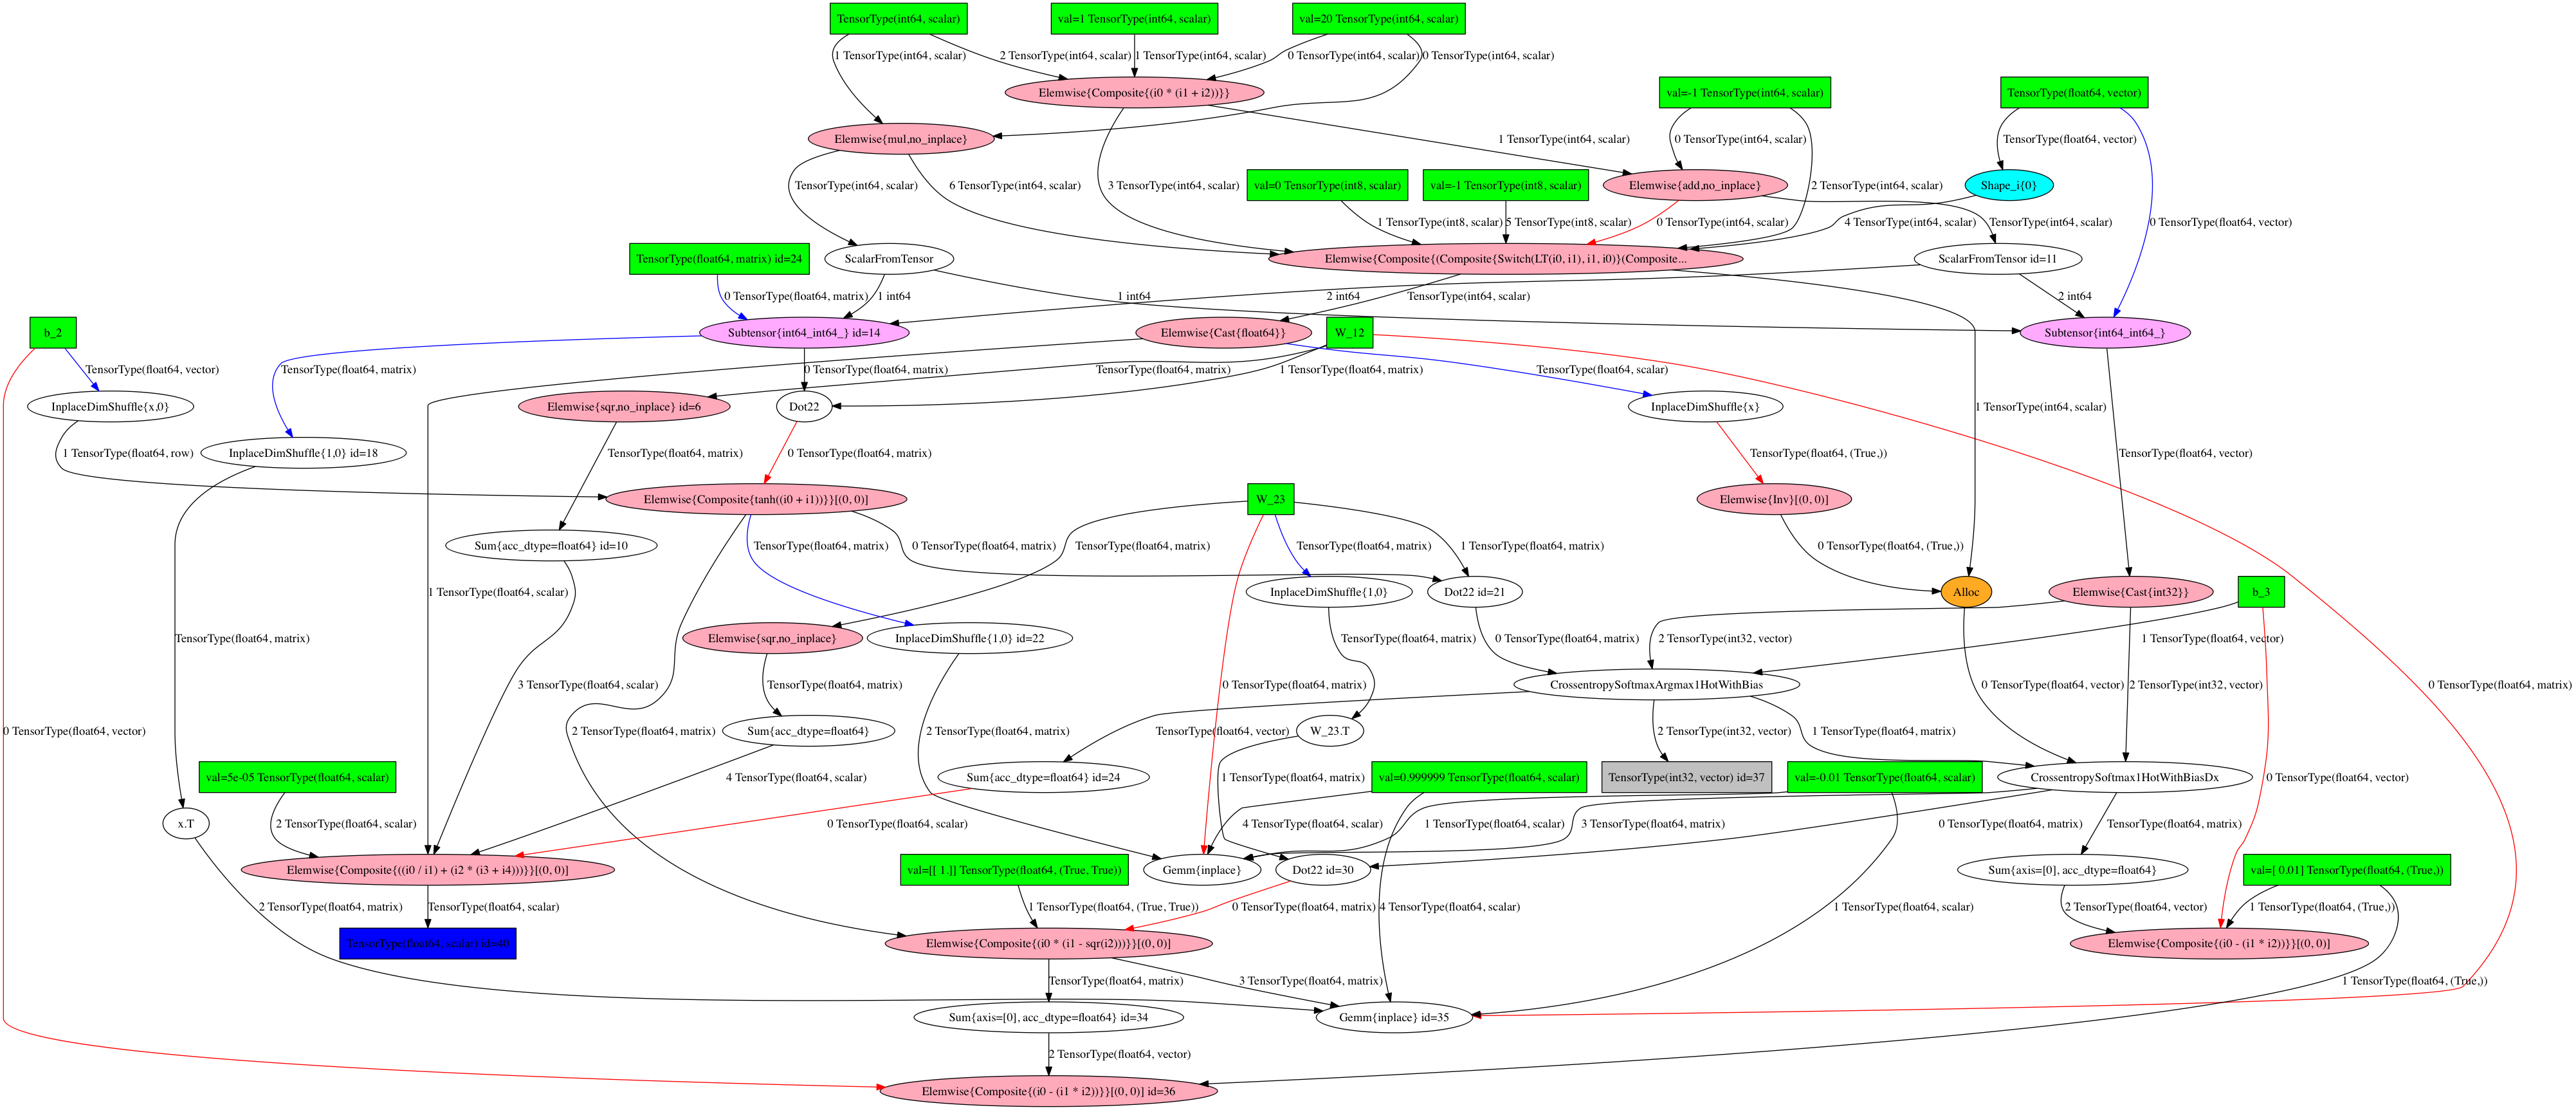 TensorType(int64, scalar)
val=1 TensorType(int64, scalar)
val=20 TensorType(int64, scalar)
1 TensorType(int64, scalar)
2 TensorType(int64, scalar)
1 TensorType(int64, scalar)
0 TensorType(int64, scalar)
0 TensorType(int64, scalar)
Elemwise{Composite{(i0 * (i1 + i2))}}
val=-1 TensorType(int64, scalar)
TensorType(float64, vector)
Elemwise{mul,no_inplace}
1 TensorType(int64, scalar)
0 TensorType(int64, scalar)
TensorType(float64, vector)
TensorType(int64, scalar)
6 TensorType(int64, scalar)
3 TensorType(int64, scalar)
val=0 TensorType(int8, scalar)
val=-1 TensorType(int8, scalar)
Elemwise{add,no_inplace}
2 TensorType(int64, scalar)
Shape_i{0}
1 TensorType(int8, scalar)
5 TensorType(int8, scalar)
0 TensorType(int64, scalar)
4 TensorType(int64, scalar)
TensorType(int64, scalar)
0 TensorType(float64, vector)
TensorType(float64, matrix) id=24
ScalarFromTensor
Elemwise{Composite{(Composite{Switch(LT(i0, i1), i1, i0)}(Composite...
ScalarFromTensor id=11
0 TensorType(float64, matrix)
1 int64
1 int64
2 int64
TensorType(int64, scalar)
2 int64
b_2
Subtensor{int64_int64_} id=14
Elemwise{Cast{float64}}
W_12
Subtensor{int64_int64_}
TensorType(float64, vector)
TensorType(float64, matrix)
0 TensorType(float64, matrix)
TensorType(float64, matrix)
1 TensorType(float64, matrix)
TensorType(float64, scalar)
InplaceDimShuffle{x,0}
Elemwise{sqr,no_inplace} id=6
Dot22
InplaceDimShuffle{x}
1 TensorType(int64, scalar)
1 TensorType(float64, row)
InplaceDimShuffle{1,0} id=18
TensorType(float64, matrix)
0 TensorType(float64, matrix)
TensorType(float64, (True,))
TensorType(float64, vector)
Elemwise{Composite{tanh((i0 + i1))}}[(0, 0)]
W_23
Elemwise{Inv}[(0, 0)]
Sum{acc_dtype=float64} id=10
TensorType(float64, matrix)
0 TensorType(float64, matrix)
TensorType(float64, matrix)
TensorType(float64, matrix)
1 TensorType(float64, matrix)
0 TensorType(float64, (True,))
1 TensorType(float64, scalar)
InplaceDimShuffle{1,0}
Dot22 id=21
Alloc
Elemwise{Cast{int32}}
b_3
TensorType(float64, matrix)
Elemwise{sqr,no_inplace}
InplaceDimShuffle{1,0} id=22
TensorType(float64, matrix)
0 TensorType(float64, matrix)
2 TensorType(int32, vector)
1 TensorType(float64, vector)
3 TensorType(float64, scalar)
TensorType(float64, matrix)
0 TensorType(float64, matrix)
CrossentropySoftmaxArgmax1HotWithBias
0 TensorType(float64, vector)
2 TensorType(int32, vector)
0 TensorType(float64, matrix)
0 TensorType(float64, vector)
2 TensorType(float64, matrix)
Sum{acc_dtype=float64}
2 TensorType(float64, matrix)
TensorType(float64, vector)
W_23.T
2 TensorType(int32, vector)
1 TensorType(float64, matrix)
val=5e-05 TensorType(float64, scalar)
4 TensorType(float64, scalar)
Sum{acc_dtype=float64} id=24
1 TensorType(float64, matrix)
val=0.999999 TensorType(float64, scalar)
TensorType(int32, vector) id=37
val=-0.01 TensorType(float64, scalar)
CrossentropySoftmax1HotWithBiasDx
0 TensorType(float64, vector)
x.T
2 TensorType(float64, scalar)
0 TensorType(float64, scalar)
4 TensorType(float64, scalar)
1 TensorType(float64, scalar)
3 TensorType(float64, matrix)
0 TensorType(float64, matrix)
TensorType(float64, matrix)
Elemwise{Composite{((i0 / i1) + (i2 * (i3 + i4)))}}[(0, 0)]
val=[[ 1.]] TensorType(float64, (True, True))
Gemm{inplace}
Dot22 id=30
Sum{axis=[0], acc_dtype=float64}
val=[ 0.01] TensorType(float64, (True,))
2 TensorType(float64, matrix)
TensorType(float64, scalar)
1 TensorType(float64, (True, True))
0 TensorType(float64, matrix)
4 TensorType(float64, scalar)
1 TensorType(float64, scalar)
2 TensorType(float64, vector)
1 TensorType(float64, (True,))
TensorType(float64, scalar) id=40
Elemwise{Composite{(i0 * (i1 - sqr(i2)))}}[(0, 0)]
Elemwise{Composite{(i0 - (i1 * i2))}}[(0, 0)]
TensorType(float64, matrix)
3 TensorType(float64, matrix)
1 TensorType(float64, (True,))
Sum{axis=[0], acc_dtype=float64} id=34
Gemm{inplace} id=35
2 TensorType(float64, vector)
Elemwise{Composite{(i0 - (i1 * i2))}}[(0, 0)] id=36